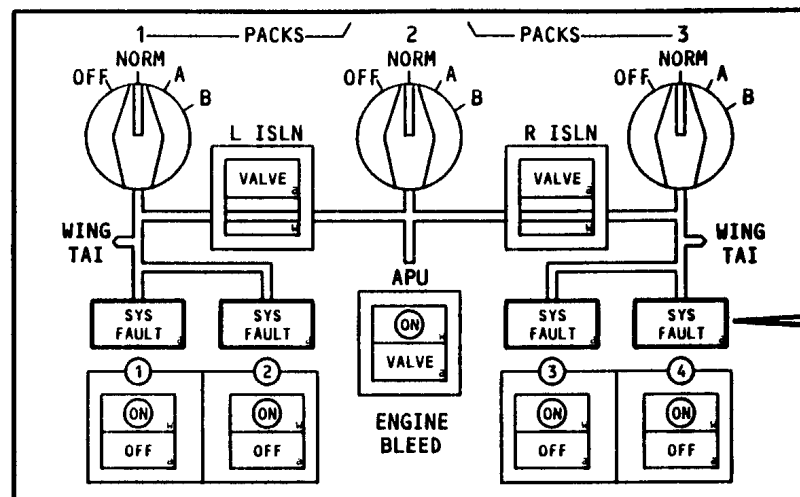 1 PACKS 2 PACKS 3
NORM NORM NORM
OFF A OFF A OFF A
B B B
L ISLN R ISLN
VALVE VALVE
WING TAI
WING TAI
APU
ON
VALVE
SYS FAULT
SYS FAULT
SYS FAULT
SYS FAULT
1 2 3 4
ON ON ON ON
OFF OFF OFF OFF
ENGINE
BLEED